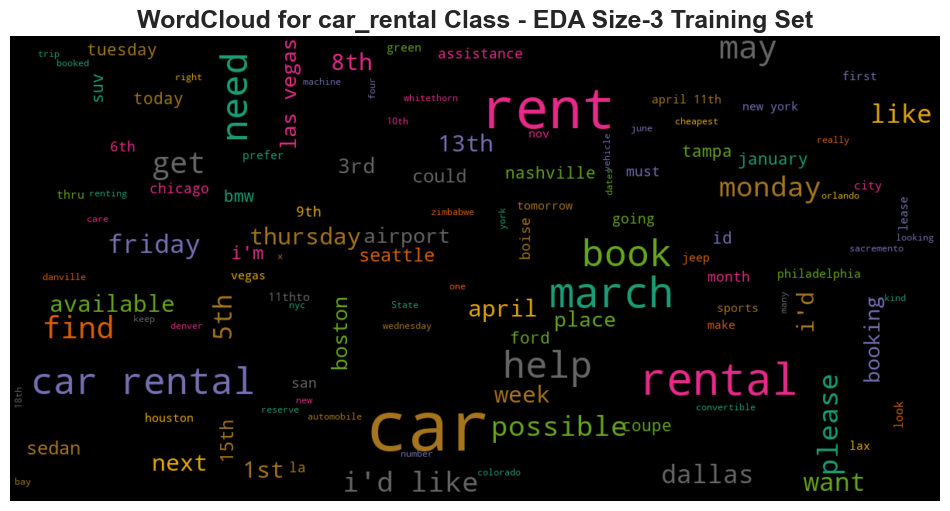 WordCloud for car_rental Class - EDA Size-3 Training Set
trip
booked
tuesday
suv
right
today
need
las vegas
machine
8th
four
green
assistance
whitethorn
10th
rent
nov
may
april 11th
new york
cheapest
june
first
like
really
6th
get
prefer
3rd
13th
could
nashville
vehicle
dates
must
tampa
january
thru
renting
chicago
bmw
monday
orlando
city
lease
care
9th
zimbabwe
york
tomorrow
going
friday
i'm
thursday
airport
seattle
boise
book
id
looking
sacremento
x
jeep
danville
vegas
one
month
philadelphia
available
5th
11thto
nyc
State
april
march
sports
many
kind
find
keep
denver
boston
wednesday
ford
place
make
i'd
booking
car rental
san
help
rental
18th
new
week
houston
reserve
automobile
car
possible
coupe
convertible
please
look
15th
sedan
next
1st
la
number
lax
bay
i'd like
colorado
dallas
want